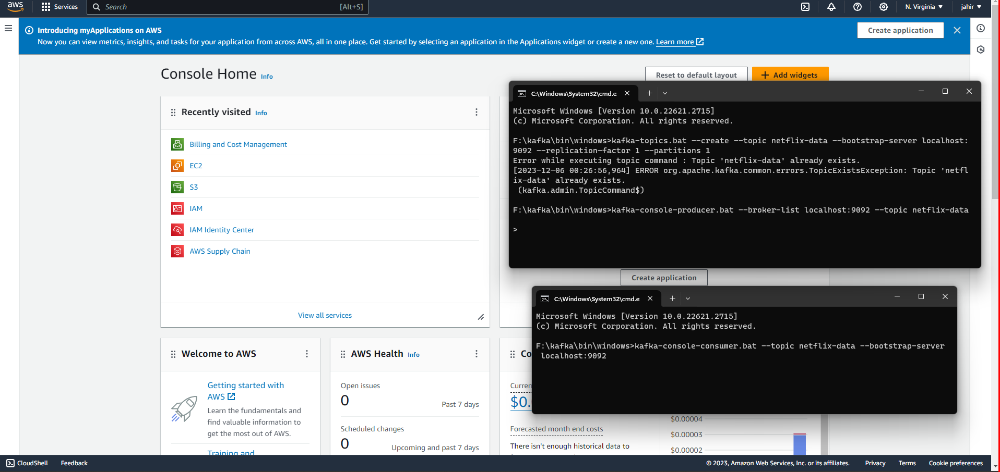 aws
Services
Search
[Alt+S]
N. Virginia
jahir
Introducing myApplications on AWS
Now you can view metrics, insights, and tasks for your application from across AWS, all in one place. Get started by selecting an application in the Applications widget or create a new one. Learn more
Create application
Console Home Info
Reset to default layout
Add widgets
Recently visited Info
Billing and Cost Management
EC2
S3
IAM
IAM Identity Center
AWS Supply Chain
View all services
C:\Windows\System32\cmd.e
Microsoft Windows [Version 10.0.22621.2715]
(c) Microsoft Corporation. All rights reserved.
F:\kafka\bin\windows>kafka-topics.bat --create --topic netflix-data --bootstrap-server localhost:
9092 --replication-factor 1 --partitions 1
Error while executing topic command : Topic 'netflix-data' already exists.
[2023-12-06 00:26:56,964] ERROR org.apache.kafka.common.errors.TopicExistsException: Topic 'netfl
ix-data' already exists.
(kafka.admin.TopicCommand$)
F:\kafka\bin\windows>kafka-console-producer.bat --broker-list localhost:9092 --topic netflix-data
>
Create application
C:\Windows\System32\cmd.e
Microsoft Windows [Version 10.0.22621.2715]
(c) Microsoft Corporation. All rights reserved.
F:\kafka\bin\windows>kafka-console-consumer.bat --topic netflix-data --bootstrap-server
localhost:9092
Welcome to AWS
Getting started with
AWS
Learn the fundamentals and
find valuable information to
get the most out of AWS.
Training and
AWS Health Info
Open issues
0
Past 7 days
Scheduled changes
0
Upcoming and past 7 days
Co
Curren
$0.
Forecasted month end costs
There isn't enough historical data to
$0.00004
$0.00003
$0.00002
CloudShell
Feedback
© 2023, Amazon Web Services, Inc. or its affiliates.
Privacy
Terms
Cookie preferences